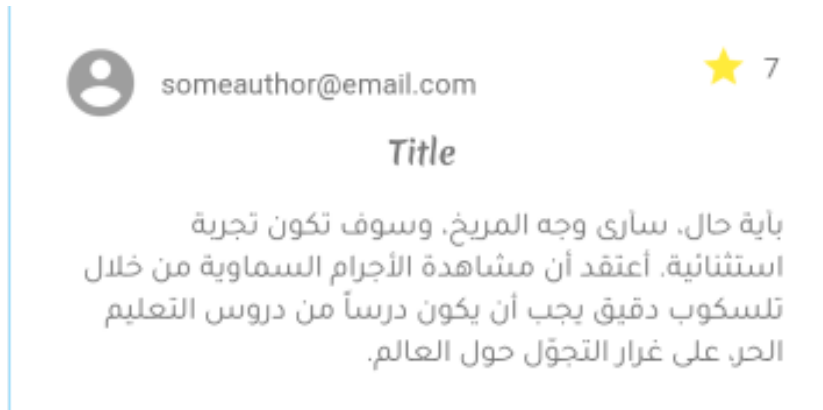 someauthor@email.com
7
Title
بأية حال، سأرى وجه المريخ، وسوف تكون تجربة
استثنائية. أعتقد أن مشاهدة الأجرام السماوية من خلال
تلسكوب دقيق يجب أن يكون درساً من دروس التعليم
الحر، على غرار التجوّل حول العالم.